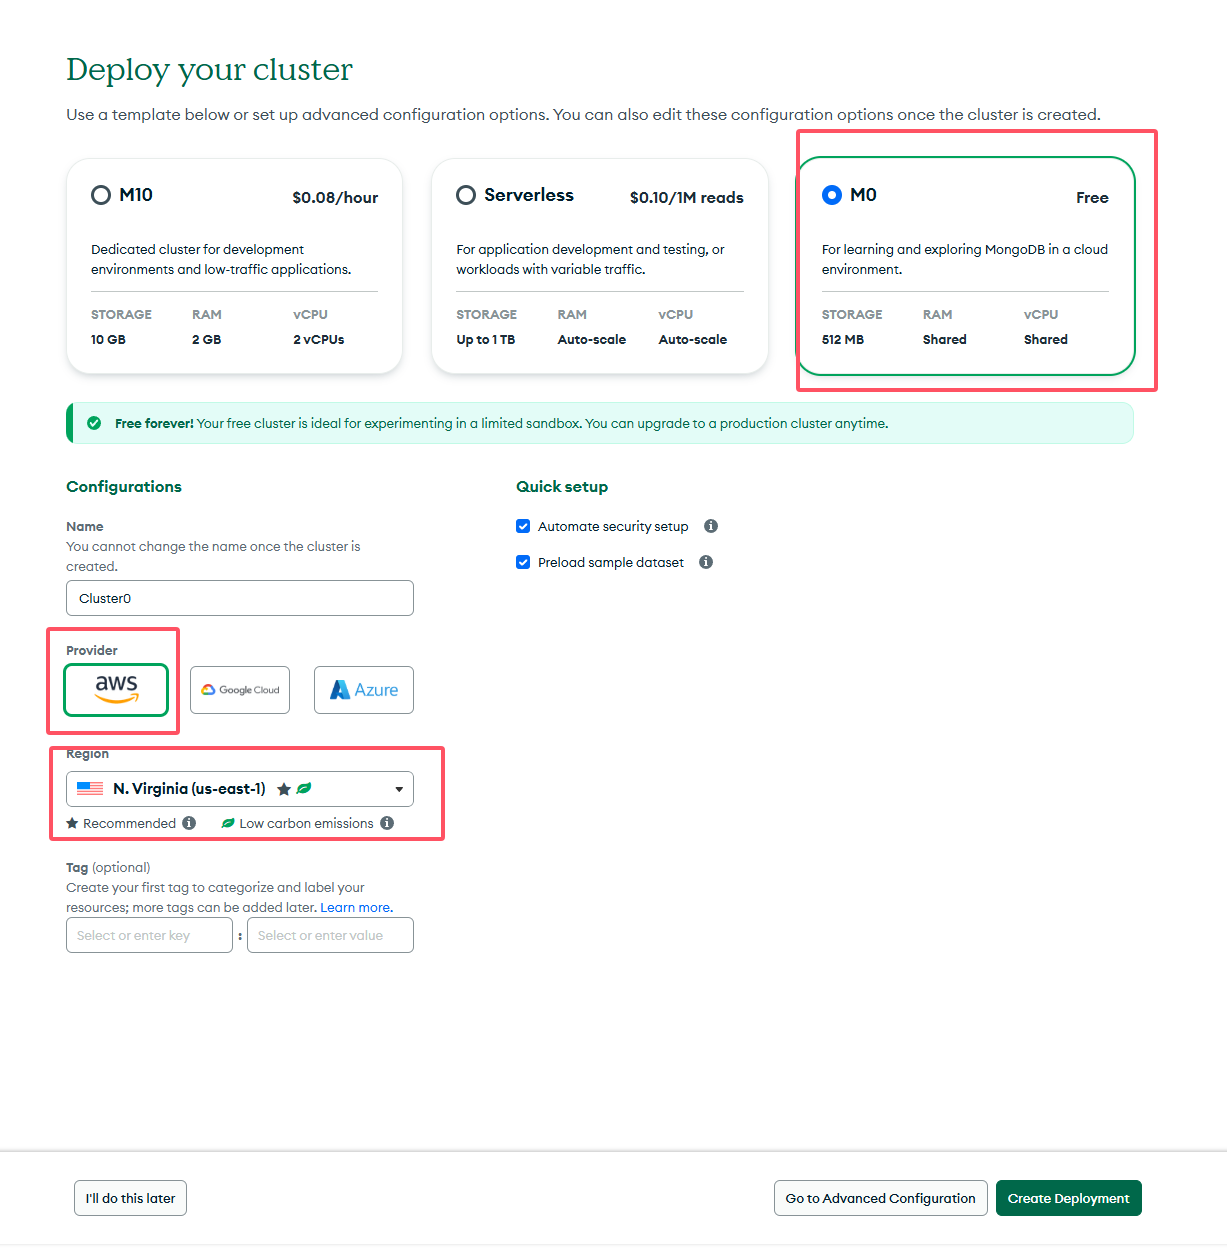 Deploy your cluster
Use a template below or set up advanced configuration options. You can also edit these configuration options once the cluster is created.
M10
$0.08/hour
Dedicated cluster for development
environments and low-traffic applications.
STORAGE RAM vCPU
10 GB 2 GB 2 vCPUs
Serverless
$0.10/1M reads
For application development and testing, or
workloads with variable traffic.
STORAGE RAM vCPU
Up to 1 TB Auto-scale Auto-scale
M0
Free
For learning and exploring MongoDB in a cloud
environment.
STORAGE RAM vCPU
512 MB Shared Shared
Free forever! Your free cluster is ideal for experimenting in a limited sandbox. You can upgrade to a production cluster anytime.
Configurations
Name
You cannot change the name once the cluster is
created.
Cluster0
Provider
aws
Google Cloud
Azure
Region
N. Virginia (us-east-1)
Recommended Low carbon emissions
Tag (optional)
Create your first tag to categorize and label your
resources; more tags can be added later. Learn more.
Select or enter key : Select or enter value
Quick setup
Automate security setup
Preload sample dataset
I'll do this later
Go to Advanced Configuration
Create Deployment